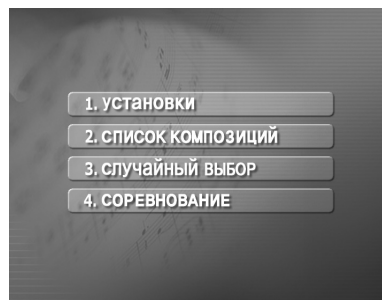 1. УСТАНОВКИ
2. СПИСОК КОМПОЗИЦИЙ
3. СЛУЧАЙНЫЙ ВЫБОР
4. СОРЕВНОВАНИЕ